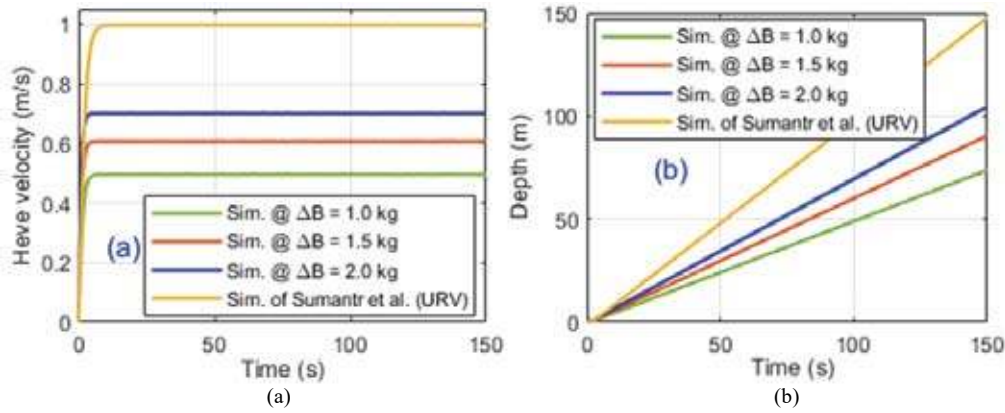 1
0.8
0.6
0.4
0.2
0
Heve velocity (m/s)
(a)
Sim. @ ΔB = 1.0 kg
Sim. @ ΔB = 1.5 kg
Sim. @ ΔB = 2.0 kg
Sim. of Sumantr et al. (URV)
0 50 100 150
Time (s)
(a)
150
100
50
0
Depth (m)
Sim. @ ΔB = 1.0 kg
Sim. @ ΔB = 1.5 kg
Sim. @ ΔB = 2.0 kg
Sim. of Sumantr et al. (URV)
(b)
0 50 100 150
Time (s)
(b)